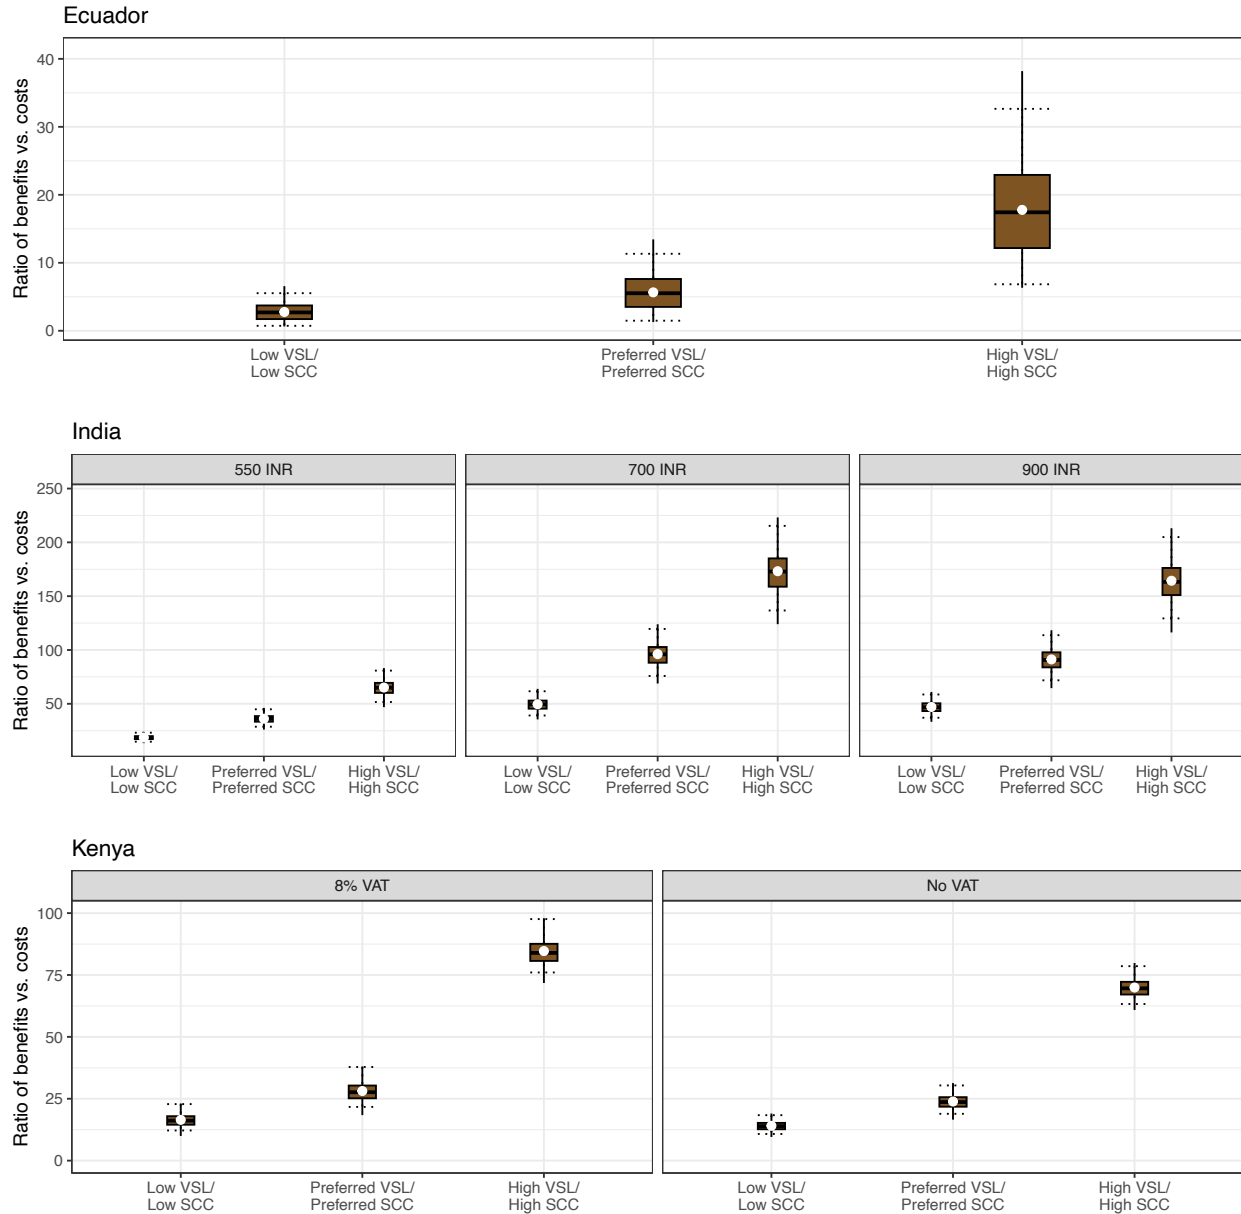 Ecuador
Ratio of benefits vs. costs
40
30
20
10
0
Low VSL/
Low SCC
Preferred VSL/
Preferred SCC
High VSL/
High SCC
India
550 INR
700 INR
900 INR
Ratio of benefits vs. costs
250
200
150
100
50
Low VSL/
Low SCC
Preferred VSL/
Preferred SCC
High VSL/
High SCC
Low VSL/
Low SCC
Preferred VSL/
Preferred SCC
High VSL/
High SCC
Low VSL/
Low SCC
Preferred VSL/
Preferred SCC
High VSL/
High SCC
Kenya
8% VAT
No VAT
Ratio of benefits vs. costs
100
75
50
25
0
Low VSL/
Low SCC
Preferred VSL/
Preferred SCC
High VSL/
High SCC
Low VSL/
Low SCC
Preferred VSL/
Preferred SCC
High VSL/
High SCC